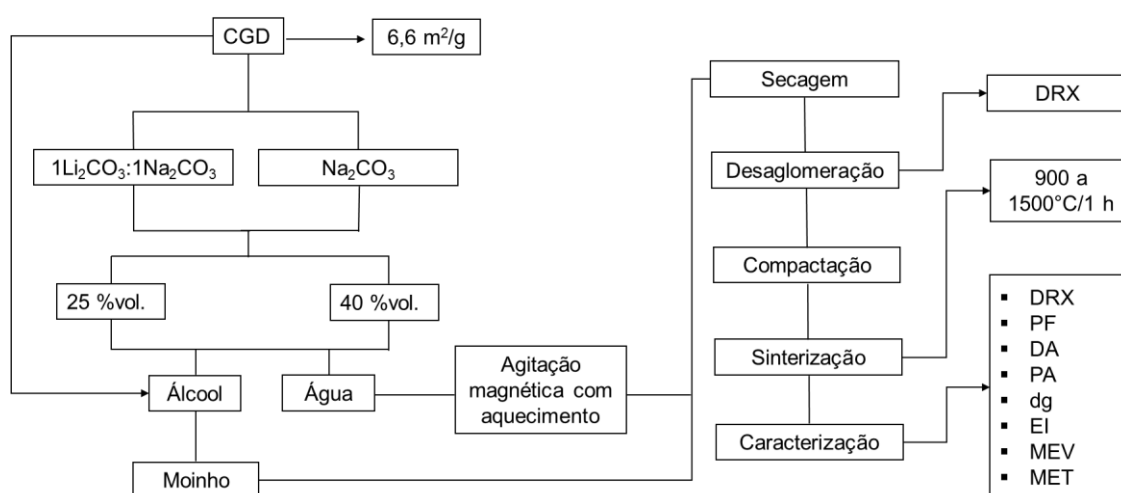 CGD
6,6 m²/g
1Li₂CO₃:1Na₂CO₃
Na₂CO₃
25 %vol.
40 %vol.
Álcool
Água
Moinho
Agitação
magnética com
aquecimento
Secagem
Desaglomeração
Compactação
Sinterização
Caracterização
DRX
900 a
1500°C/1 h
▪ DRX
▪ PF
▪ DA
▪ PA
▪ dg
▪ EI
▪ MEV
▪ MET